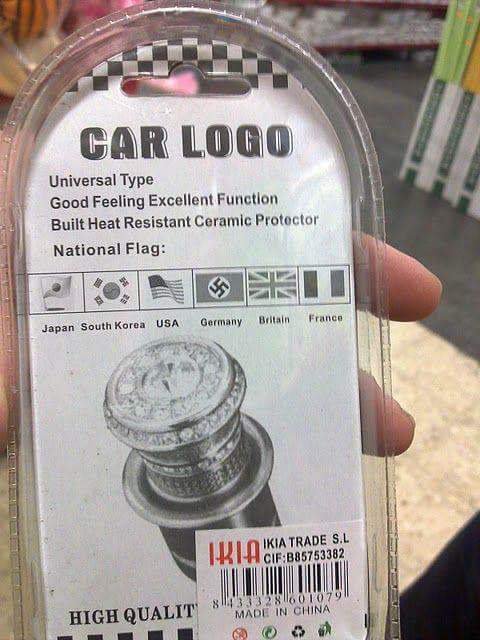 CAR LOGO
Universal Type
Good Feeling Excellent Function
Built Heat Resistant Ceramic Protector
National Flag:
Japan South Korea USA Germany Britain France
IKIA IKIA TRADE S.L
CIF:B85753382
8 433328 601079
MADE IN CHINA
HIGH QUALIT